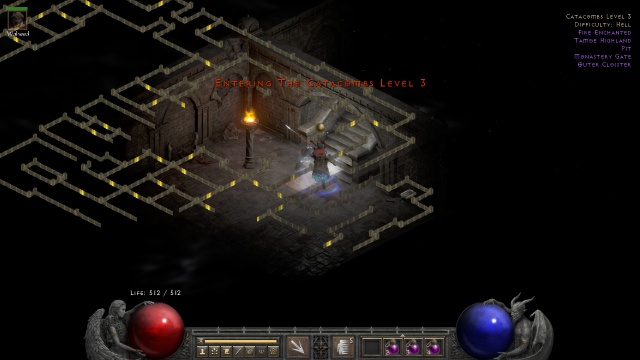 Catacombs Level 3
Difficulty: Hell
Fire Enchanted
Tamoe Highland
Pit
Monastery Gate
Outer Cloister
Waheed
Entering The Catacombs Level 3
Life: 512 / 512